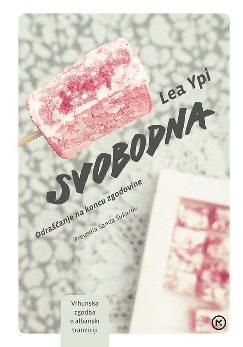 Lea Ypi
SVOBODNA
Odraščanje na koncu zgodovine
Prevedla Sanda Šukarov
Vrhunska
zgodba
o albanski
tranziciji
M